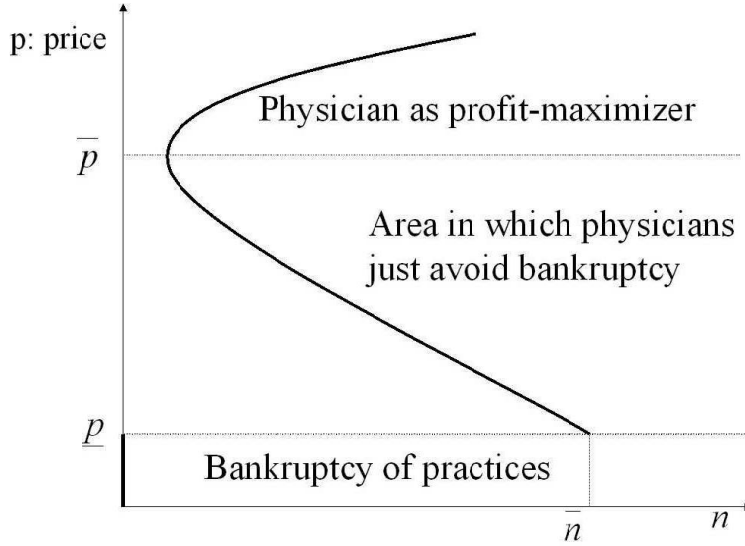 p: price
Physician as profit-maximizer
p̅
Area in which physicians
just avoid bankruptcy
p̲
Bankruptcy of practices
n̅
n